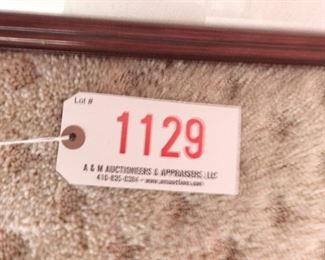 Lot #
1129
A & M AUCTIONEERS & APPRAISERS, LLC